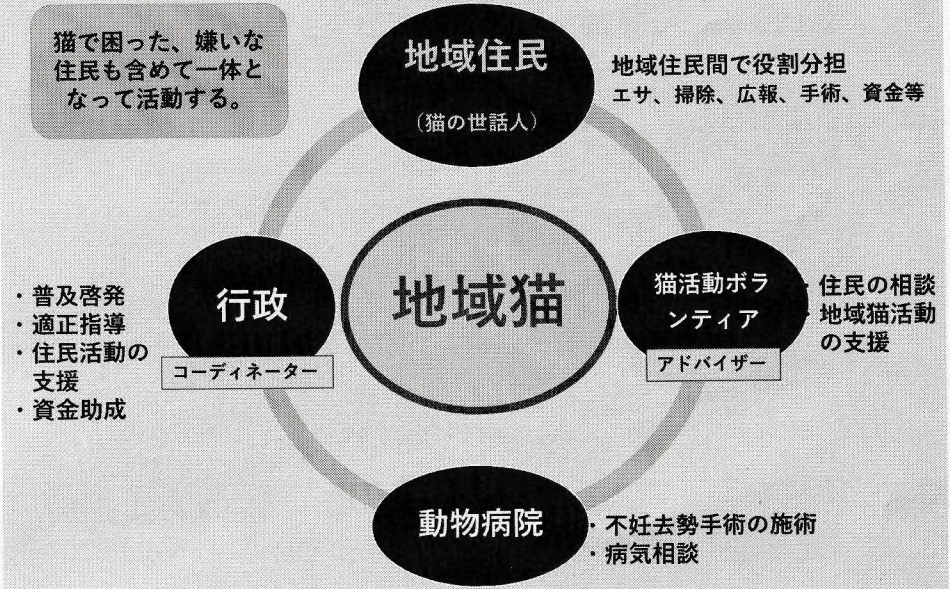 猫で困った、嫌いな
住民も含めて一体と
なって活動する。
地域住民
（猫の世話人）
地域住民間で役割分担
エサ、掃除、広報、手術、資金等
行政
コーディネーター
・普及啓発
・適正指導
・住民活動の
支援
・資金助成
地域猫
猫活動ボラ
ンティア
アドバイザー
・住民の相談
・地域猫活動
の支援
動物病院
・不妊去勢手術の施術
・病気相談